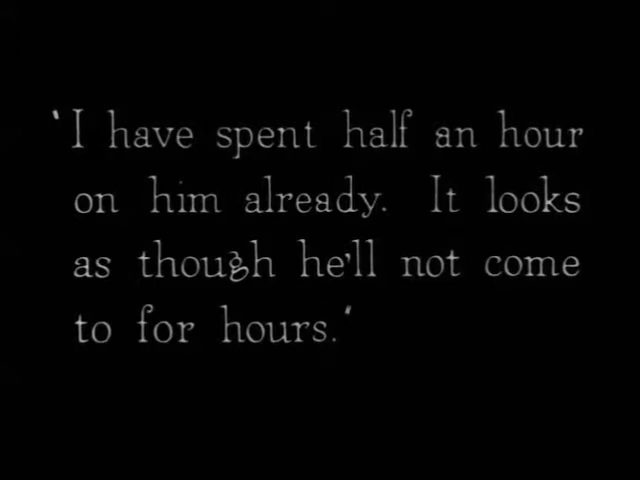 'I have spent half an hour
on him already. It looks
as though he'll not come
to for hours.'